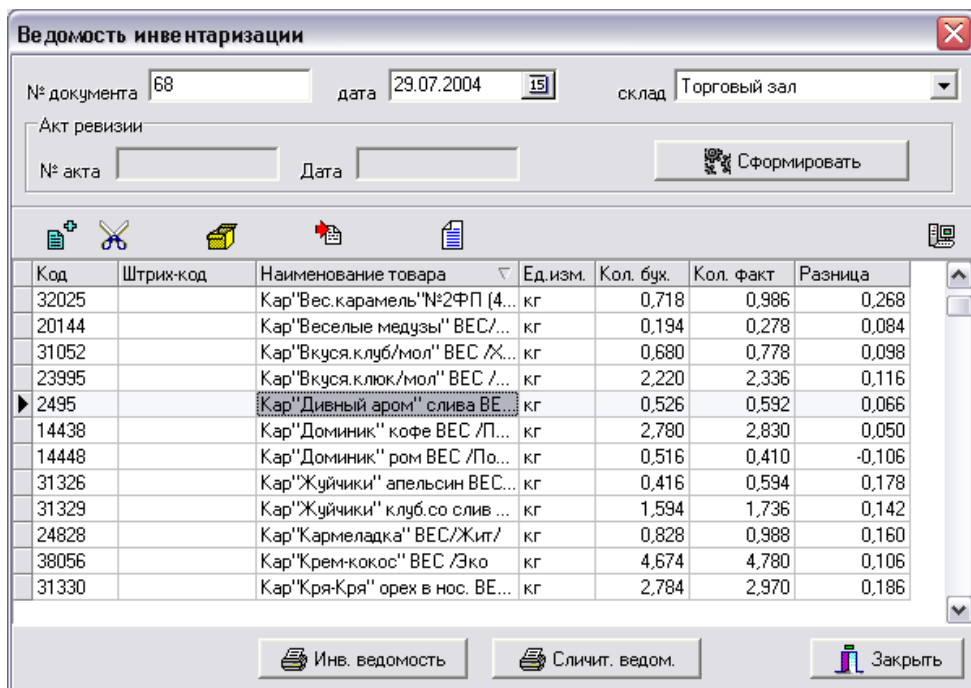 Ведомость инвентаризации
№ документа 68 дата 29.07.2004 15 склад Торговый зал
Акт ревизии
№ акта Дата Сформировать
Код Штрих-код Наименование товара Ед.изм. Кол. бух. Кол. факт Разница
32025 Кар"Вес.карамель"№2ФП (4... кг 0,718 0,986 0,268
20144 Кар"Веселые медузы" ВЕС/... кг 0,194 0,278 0,084
31052 Кар"Вкуся.клуб/мол" ВЕС /Х... кг 0,680 0,778 0,098
23995 Кар"Вкуся.клюк/мол" ВЕС /... кг 2,220 2,336 0,116
2495 Кар"Дивный аром" слива ВЕ... кг 0,526 0,592 0,066
14438 Кар"Доминик" кофе ВЕС /П... кг 2,780 2,830 0,050
14448 Кар"Доминик" ром ВЕС /По... кг 0,516 0,410 -0,106
31326 Кар"Жуйчики" апельсин ВЕС... кг 0,416 0,594 0,178
31329 Кар"Жуйчики" клуб.со слив ... кг 1,594 1,736 0,142
24828 Кар"Кармеладка" ВЕС/Жит/ кг 0,828 0,988 0,160
38056 Кар"Крем-кокос" ВЕС /Эко кг 4,674 4,780 0,106
31330 Кар"Кря-Кря" орех в нос. ВЕ... кг 2,784 2,970 0,186
Инв. ведомость Сличит. ведом. Закрыть